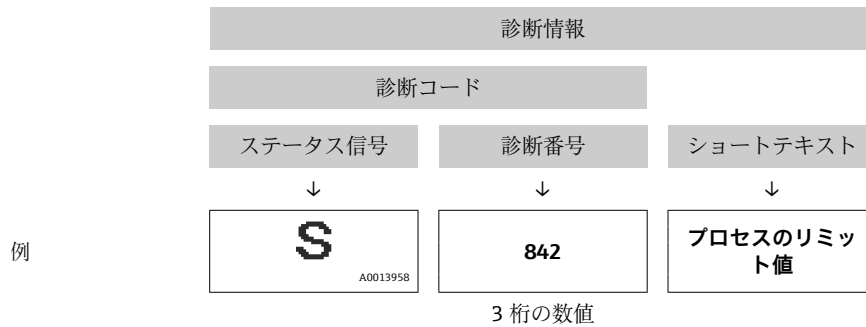 診断情報
診断コード
ステータス信号 診断番号 ショートテキスト
↓ ↓ ↓
例 S 842 プロセスのリミッ
ト値
A0013958
3 桁の数値